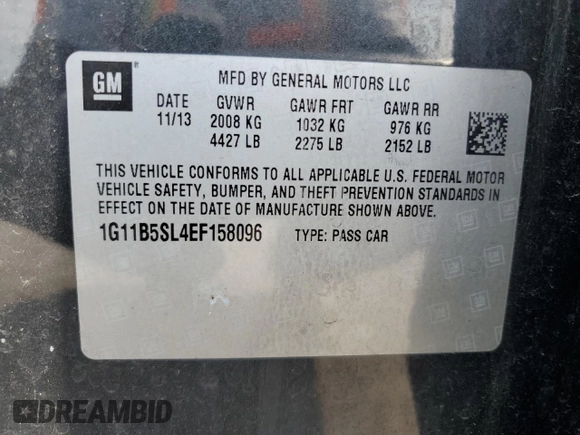 GM
MFD BY GENERAL MOTORS LLC
DATE GVWR GAWR FRT GAWR RR
11/13 2008 KG 1032 KG 976 KG
4427 LB 2275 LB 2152 LB
THIS VEHICLE CONFORMS TO ALL APPLICABLE U.S. FEDERAL MOTOR
VEHICLE SAFETY, BUMPER, AND THEFT PREVENTION STANDARDS IN
EFFECT ON THE DATE OF MANUFACTURE SHOWN ABOVE.
1G11B5SL4EF158096 TYPE: PASS CAR
DREAMBID